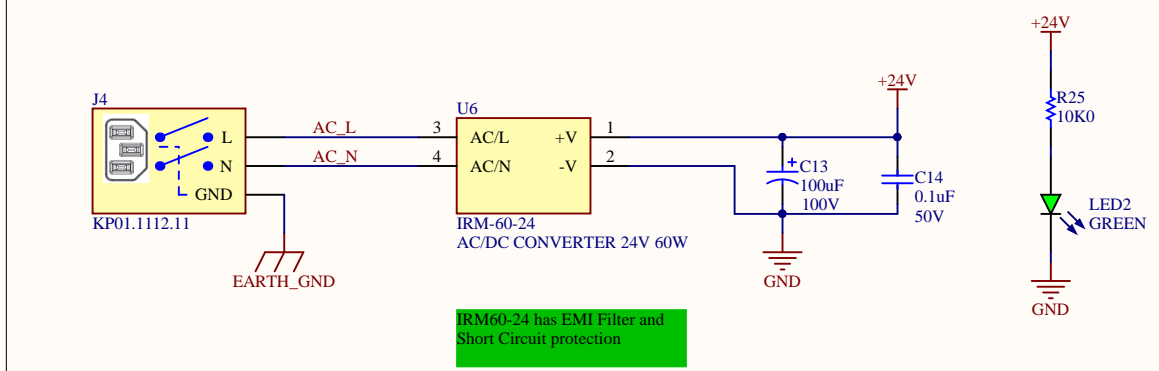 J4
L
N
GND
KP01.1112.11
EARTH_GND
AC_L
AC_N
3
4
U6
AC/L
AC/N
+V
-V
1
2
IRM-60-24
AC/DC CONVERTER 24V 60W
IRM60-24 has EMI Filter and
Short Circuit protection
+
C13
100uF
100V
GND
+24V
C14
0.1uF
50V
+24V
R25
10K0
LED2
GREEN
GND